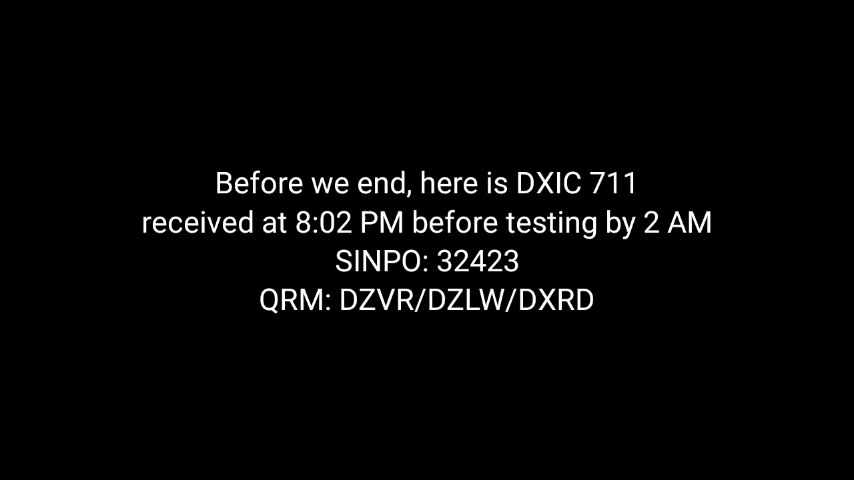 Before we end, here is DXIC 711
received at 8:02 PM before testing by 2 AM
SINPO: 32423
QRM: DZVR/DZLW/DXRD